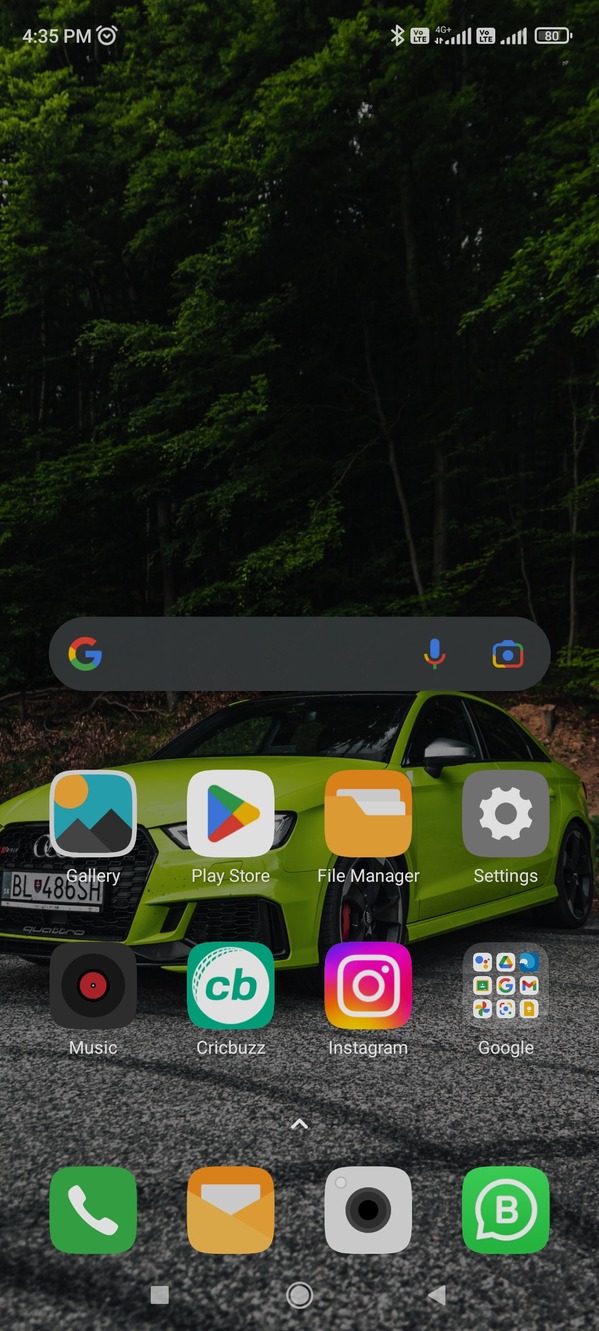 4:35 PM Vo LTE 4G+ Vo LTE 80
Gallery Play Store File Manager Settings
BL 486SH
quattro
cb
Music Cricbuzz Instagram Google
B